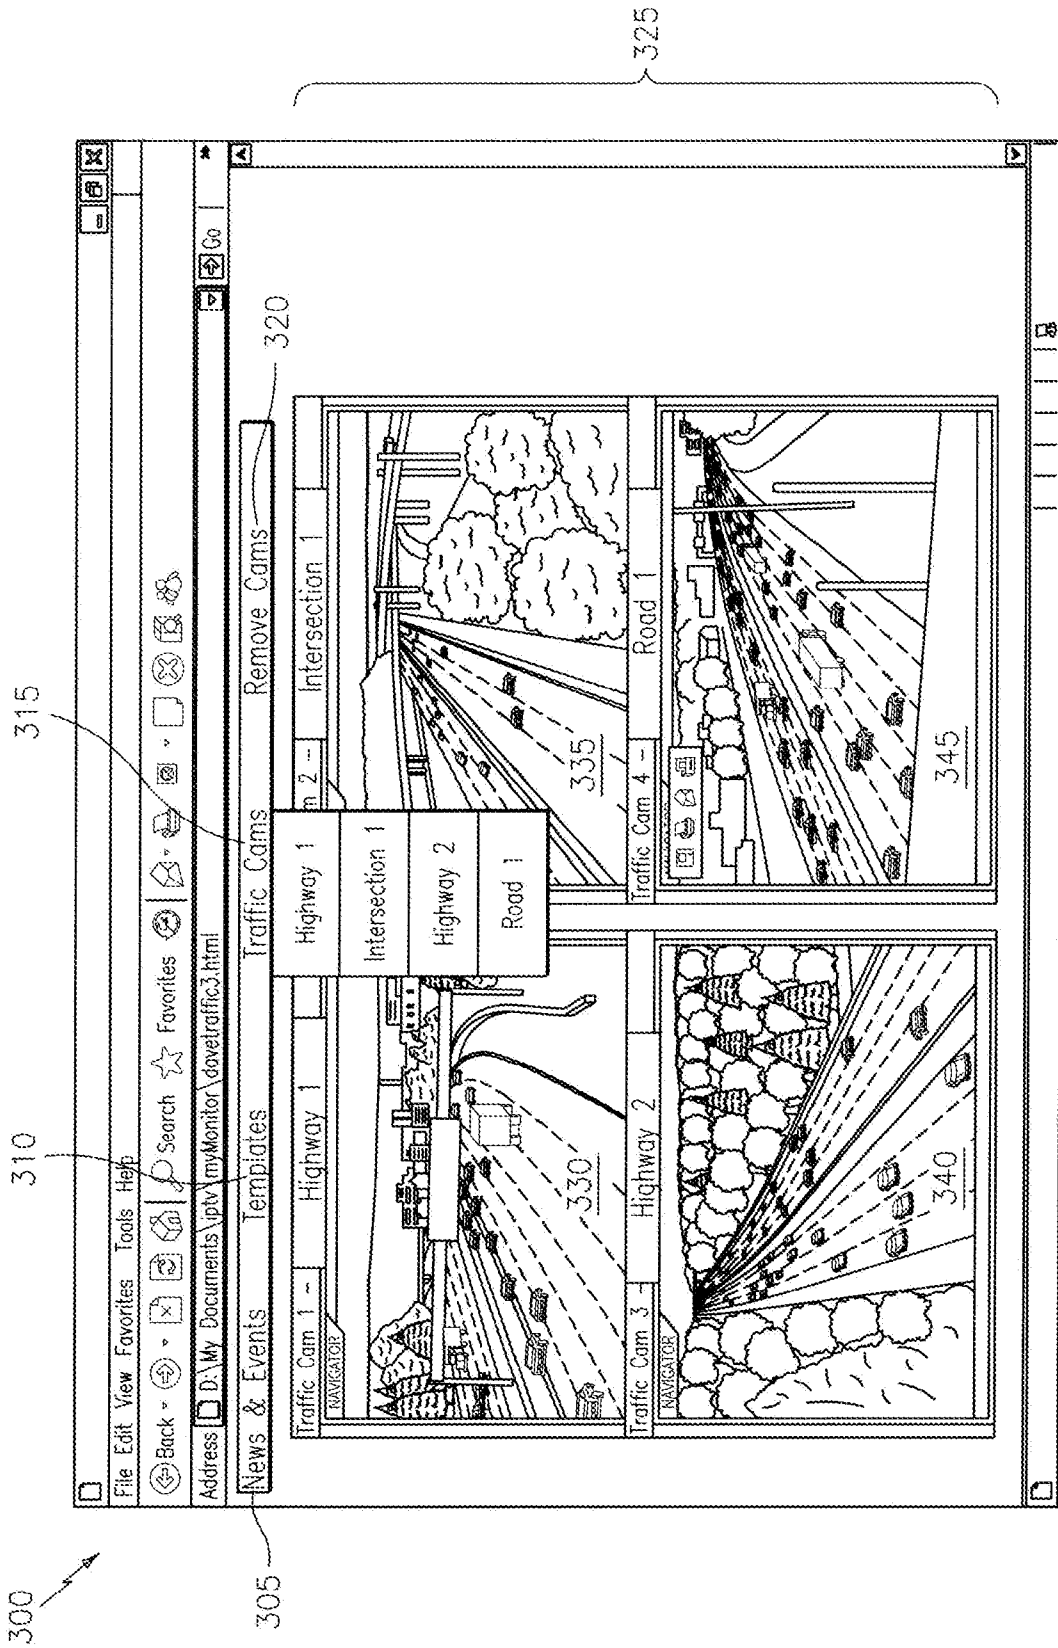 300
File Edit View Favorites Tools Help
Back Search Favorites
Address D:\My Documents\iptv\myMonitor\davetraffic3.html Go
305
310
315
320
325
News & Events Templates Traffic Cams Remove Cams
Highway 1
Intersection 1
Highway 2
Road 1
Traffic Cam 1 - Highway 1
NAVIGATOR
330
m 2 - Intersection 1
335
Traffic Cam 3 - Highway 2
NAVIGATOR
340
Traffic Cam 4 - Road 1
345